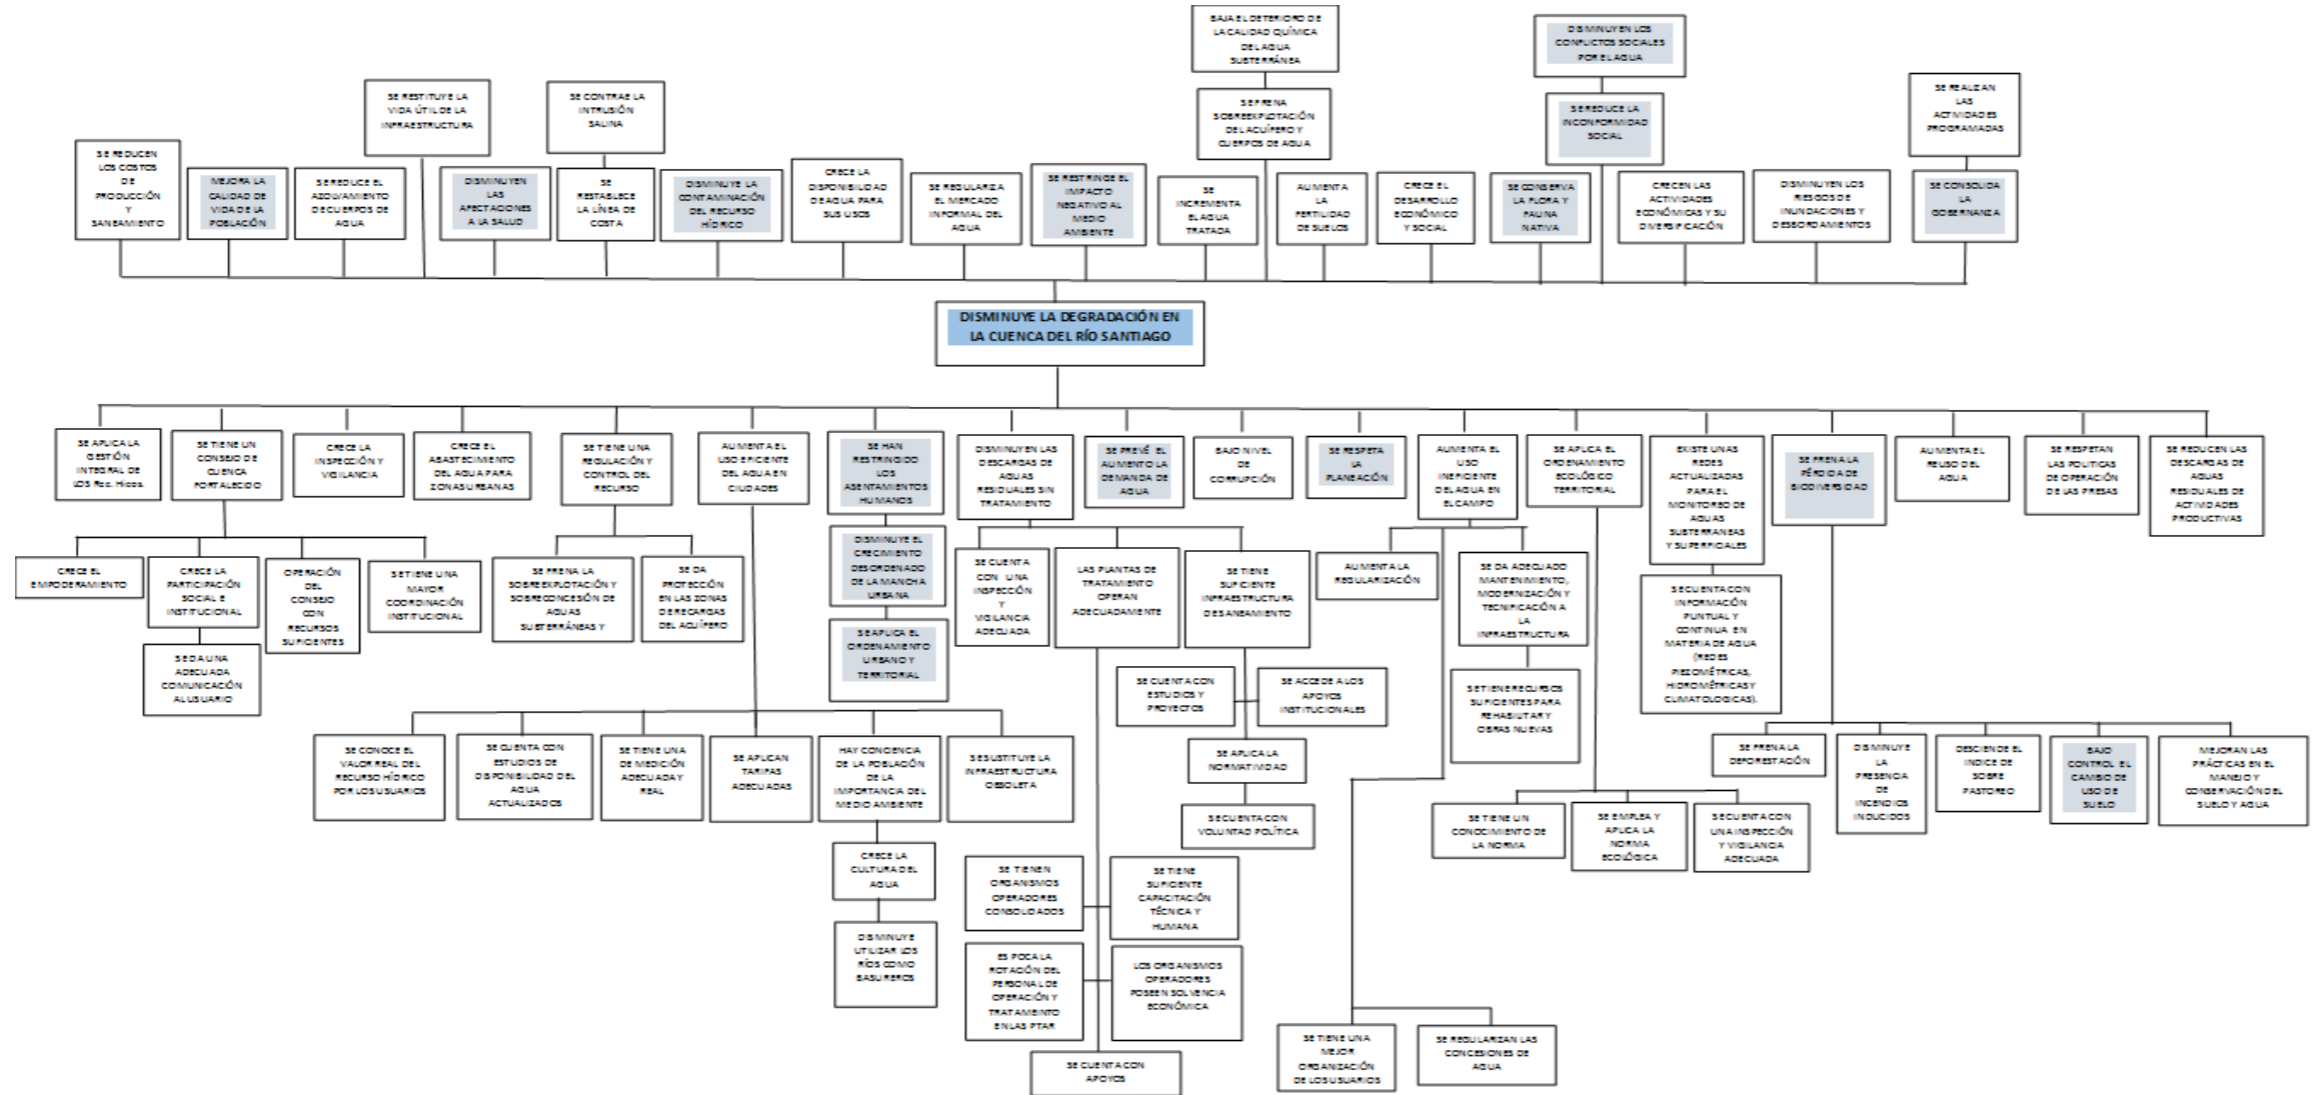 BAJA EL DETERIORO DE
LA CALIDAD QUÍMICA
DEL AGUA
SUBTERRÁNEA
DISMINUYEN LOS
CONFLICTOS SOCIALES
POR EL AGUA
SE RESTITUYE LA
VIDA ÚTIL DE LA
INFRAESTRUCTURA
SE CONTRAE LA
INTRUSIÓN
SALINA
SE FRENA
SOBREEXPLOTACIÓN
DEL ACUÍFERO Y
CUERPOS DE AGUA
SE REDUCE LA
INCONFORMIDAD
SOCIAL
SE REALIZAN
LAS
ACTIVIDADES
PROGRAMADAS
SE REDUCEN
LOS COSTOS
DE
PRODUCCIÓN
Y
SANEAMIENTO
MEJORA LA
CALIDAD DE
VIDA DE LA
POBLACIÓN
SE REDUCE EL
AZOLVAMIENTO
DE CUERPOS DE
AGUA
DISMINUYEN
LAS
AFECTACIONES
A LA SALUD
SE
RESTABLECE
LA LÍNEA DE
COSTA
DISMINUYE LA
CONTAMINACIÓN
DEL RECURSO
HÍDRICO
CRECE LA
DISPONIBILIDAD
DE AGUA PARA
SUS USOS
SE REGULARIZA
EL MERCADO
INFORMAL DEL
AGUA
SE RESTRINGE EL
IMPACTO
NEGATIVO AL
MEDIO
AMBIENTE
SE
INCREMENTA
EL AGUA
TRATADA
AUMENTA
LA
FERTILIDAD
DE SUELOS
CRECE EL
DESARROLLO
ECONÓMICO
Y SOCIAL
SE CONSERVA
LA FLORA Y
FAUNA
NATIVA
CRECEN LAS
ACTIVIDADES
ECONÓMICAS Y SU
DIVERSIFICACIÓN
DISMINUYEN LOS
RIESGOS DE
INUNDACIONES Y
DESBORDAMIENTOS
SE CONSOLIDA
LA
GOBERNANZA
DISMINUYE LA DEGRADACIÓN EN
LA CUENCA DEL RÍO SANTIAGO
SE APLICA LA
GESTIÓN
INTEGRAL DE
LOS Rec. Hicos.
SE TIENE UN
CONSEJO DE
CUENCA
FORTALECIDO
CRECE LA
INSPECCIÓN Y
VIGILANCIA
CRECE EL
ABASTECIMIENTO
DEL AGUA PARA
ZONAS URBANAS
SE TIENE UNA
REGULACIÓN Y
CONTROL DEL
RECURSO
AUMENTA EL
USO EFICIENTE
DEL AGUA EN
CIUDADES
SE HAN
RESTRINGIDO
LOS
ASENTAMIENTOS
HUMANOS
DISMINUYEN LAS
DESCARGAS DE
AGUAS
RESIDUALES SIN
TRATAMIENTO
SE PREVÉ EL
AUMENTO LA
DEMANDA DE
AGUA
BAJO NIVEL
DE
CORRUPCIÓN
SE RESPETA
LA
PLANEACIÓN
AUMENTA EL
USO
INEFICIENTE
DEL AGUA EN
EL CAMPO
SE APLICA EL
ORDENAMIENTO
ECOLÓGICO
TERRITORIAL
EXISTE UNAS
REDES
ACTUALIZADAS
PARA EL
MONITOREO DE
AGUAS
SUBTERRANEAS
Y SUPERFICIALES
SE FRENA LA
PÉRDIDA DE
BIODIVERSIDAD
AUMENTA EL
REUSO DEL
AGUA
SE RESPETAN
LAS POLITICAS
DE OPERACIÓN
DE LAS PRESAS
SE REDUCEN LAS
DESCARGAS DE
AGUAS
RESIDUALES DE
ACTIVIDADES
PRODUCTIVAS
CRECE EL
EMPODERAMIENTO
CRECE LA
PARTICIPACIÓN
SOCIAL E
INSTITUCIONAL
OPERACIÓN
DEL
CONSEJO
CON
RECURSOS
SUFICIENTES
SE TIENE UNA
MAYOR
COORDINACIÓN
INSTITUCIONAL
SE FRENA LA
SOBREEXPLOTACIÓN Y
SOBRECONCESIÓN DE
AGUAS
SUBTERRÁNEAS Y
SE DA
PROTECCIÓN
EN LAS ZONAS
DE RECARGAS
DEL ACUÍFERO
DISMINUYE EL
CRECIMIENTO
DESORDENADO
DE LA MANCHA
URBANA
SE CUENTA
CON UNA
INSPECCIÓN
Y
VIGILANCIA
ADECUADA
LAS PLANTAS DE
TRATAMIENTO
OPERAN
ADECUADAMENTE
SE TIENE
SUFICIENTE
INFRAESTRUCTURA
DE SANEAMIENTO
AUMENTA LA
REGULARIZACIÓN
SE DA ADECUADO
MANTENIMIENTO,
MODERNIZACIÓN Y
TECNIFICACIÓN A
LA
INFRAESTRUCTURA
SE CUENTA CON
INFORMACIÓN
PUNTUAL Y
CONTINUA EN
MATERIA DE AGUA
(REDES
PIEZOMÉTRICAS,
HIDROMÉTRICAS Y
CLIMATOLOGICAS).
SE DA UNA
ADECUADA
COMUNICACIÓN
AL USUARIO
SE APLICA EL
ORDENAMIENTO
URBANO Y
TERRITORIAL
SE CUENTA CON
ESTUDIOS Y
PROYECTOS
SE ACCEDE A LOS
APOYOS
INSTITUCIONALES
SE TIENE RECURSOS
SUFICIENTES PARA
REHABILITAR Y
OBRAS NUEVAS
SE CONOCE EL
VALOR REAL DEL
RECURSO HÍDRICO
POR LOS USUARIOS
SE CUENTA CON
ESTUDIOS DE
DISPONIBILIDAD DEL
AGUA
ACTUALIZADOS
SE TIENE UNA
DE MEDICIÓN
ADECUADA Y
REAL
SE APLICAN
TARIFAS
ADECUADAS
HAY CONCIENCIA
DE LA POBLACIÓN
DE LA
IMPORTANCIA DEL
MEDIO AMBIENTE
SE SUSTITUYE LA
INFRAESTRUCTURA
OBSOLETA
SE APLICA LA
NORMATIVIDAD
SE FRENA LA
DEFORESTACIÓN
DISMINUYE
LA
PRESENCIA
DE
INCENDIOS
INDUCIDOS
DESCIENDE EL
INDICE DE
SOBRE
PASTOREO
BAJO
CONTROL EL
CAMBIO DE
USO DE
SUELO
MEJORAN LAS
PRÁCTICAS EN EL
MANEJO Y
CONSERVACIÓN DEL
SUELO Y AGUA
SE CUENTA CON
VOLUNTAD POLÍTICA
SE TIENE UN
CONOCIMIENTO DE
LA NORMA
SE EMPLEA Y
APLICA LA
NORMA
ECOLÓGICA
SE CUENTA CON
UNA INSPECCIÓN
Y VIGILANCIA
ADECUADA
CRECE LA
CULTURA DEL
AGUA
SE TIENEN
ORGANISMOS
OPERADORES
CONSOLIDADOS
SE TIENE
SUFICIENTE
CAPACITACIÓN
TÉCNICA Y
HUMANA
DISMINUYE
UTILIZAR LOS
RÍOS COMO
BASUREROS
ES POCA LA
ROTACIÓN DEL
PERSONAL DE
OPERACIÓN Y
TRATAMEINTO
EN LAS PTAR
LOS ORGANISMOS
OPERADORES
POSEEN SOLVENCIA
ECONÓMICA
SE TIENE UNA
MEJOR
ORGANIZACIÓN
DE LOS USUARIOS
SE REGULARIZAN LAS
CONCESIONES DE
AGUA
SE CUENTA CON
APOYOS